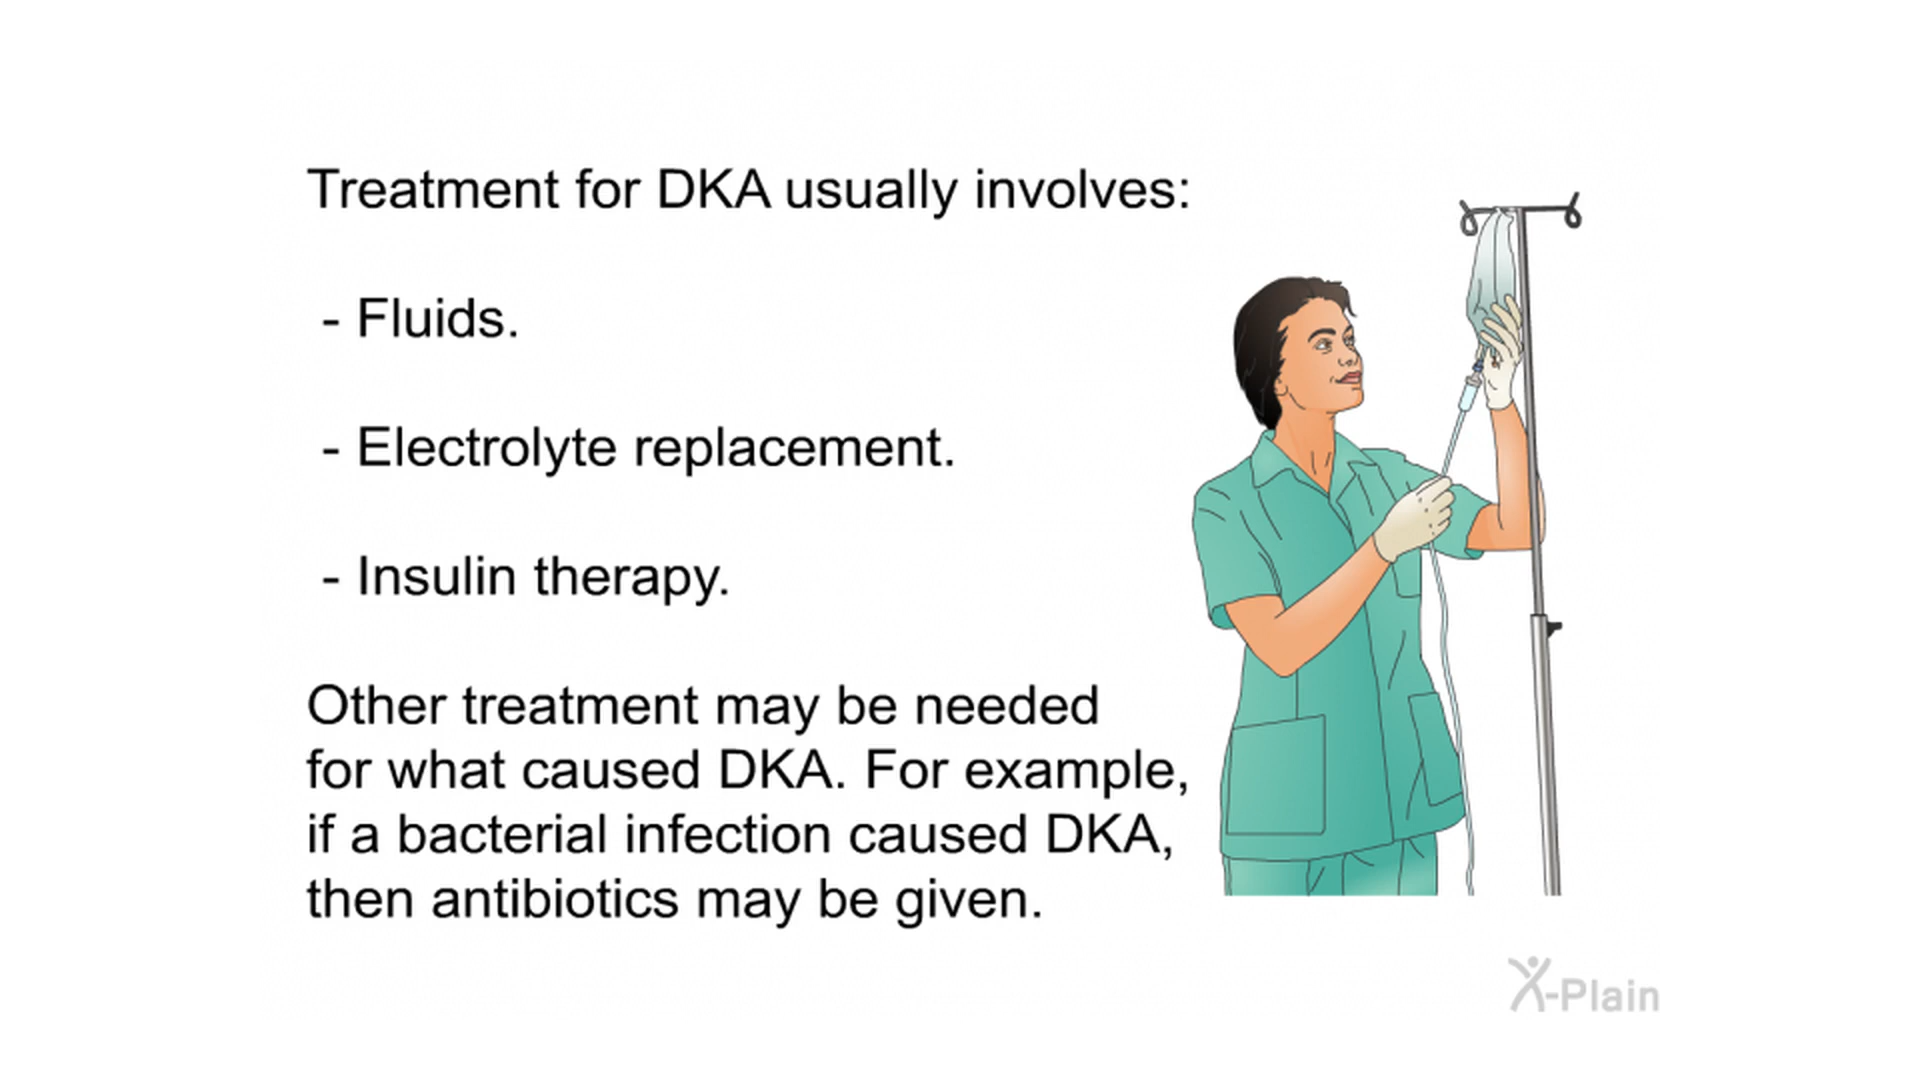 Treatment for DKA usually involves:
- Fluids.
- Electrolyte replacement.
- Insulin therapy.
Other treatment may be needed
for what caused DKA. For example,
if a bacterial infection caused DKA,
then antibiotics may be given.
X-Plain